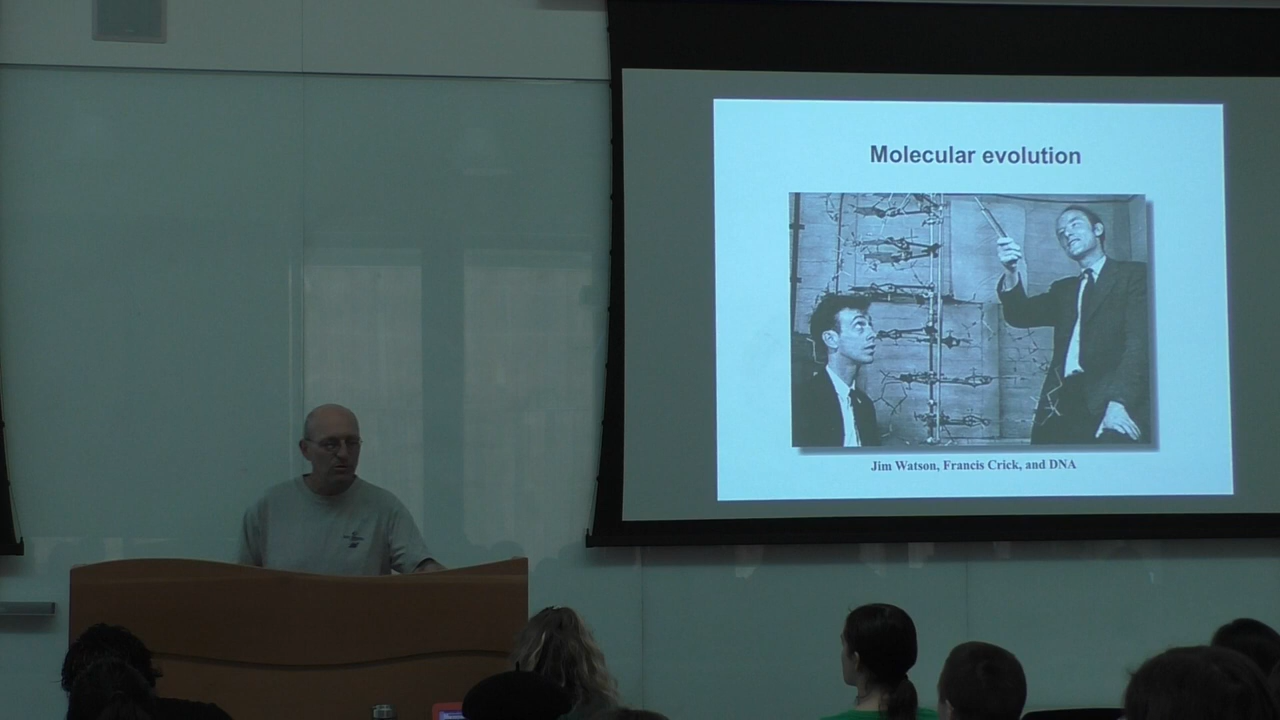 Molecular evolution
Jim Watson, Francis Crick, and DNA